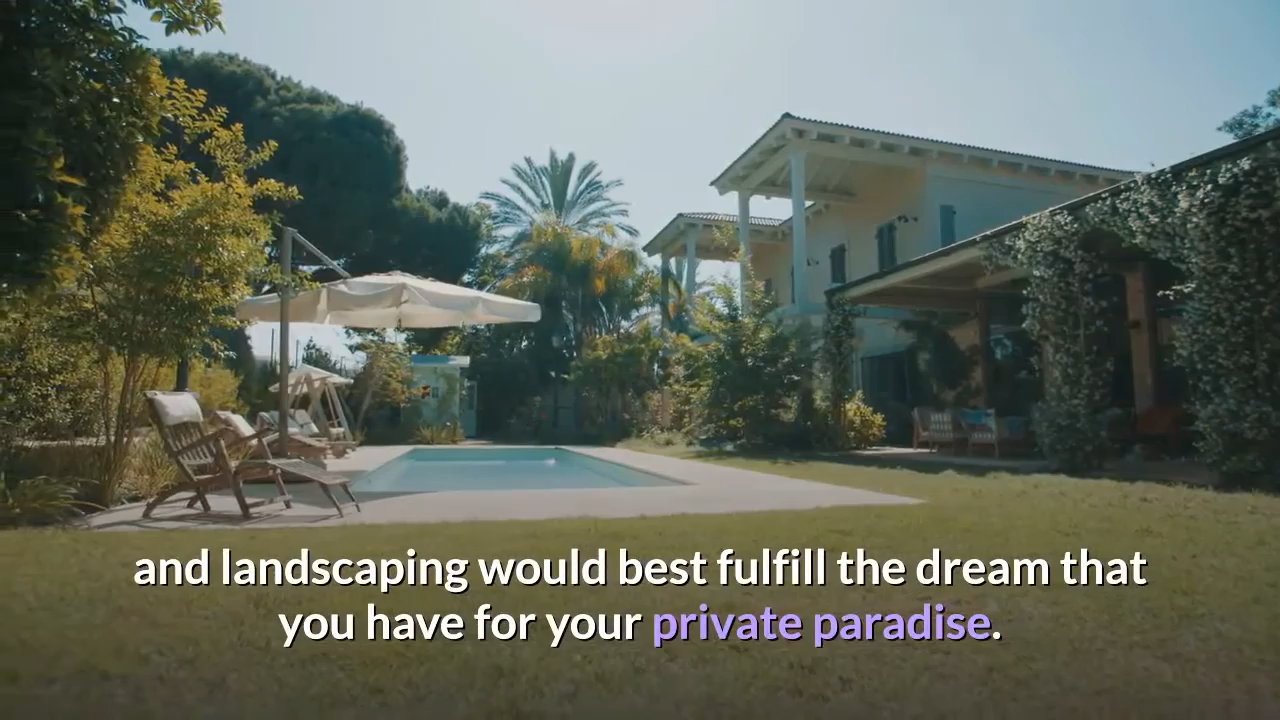 and landscaping would best fulfill the dream that
you have for your private paradise.